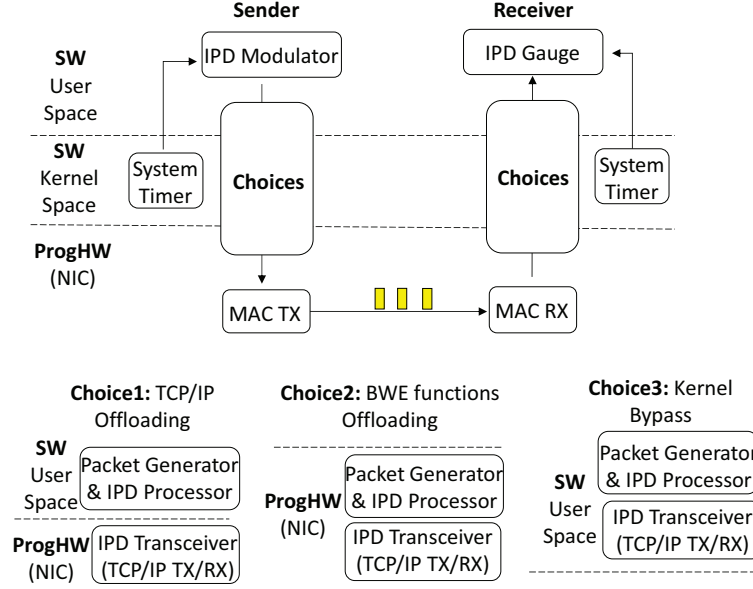 Sender
Receiver
SW
User
Space
IPD Modulator
IPD Gauge
SW
Kernel
Space
System
Timer
Choices
Choices
System
Timer
ProgHW
(NIC)
MAC TX
MAC RX
Choice1: TCP/IP
Offloading
SW
User
Space
Packet Generator
& IPD Processor
ProgHW
(NIC)
IPD Transceiver
(TCP/IP TX/RX)
Choice2: BWE functions
Offloading
ProgHW
(NIC)
Packet Generator
& IPD Processor
IPD Transceiver
(TCP/IP TX/RX)
Choice3: Kernel
Bypass
SW
User
Space
Packet Generator
& IPD Processor
IPD Transceiver
(TCP/IP TX/RX)